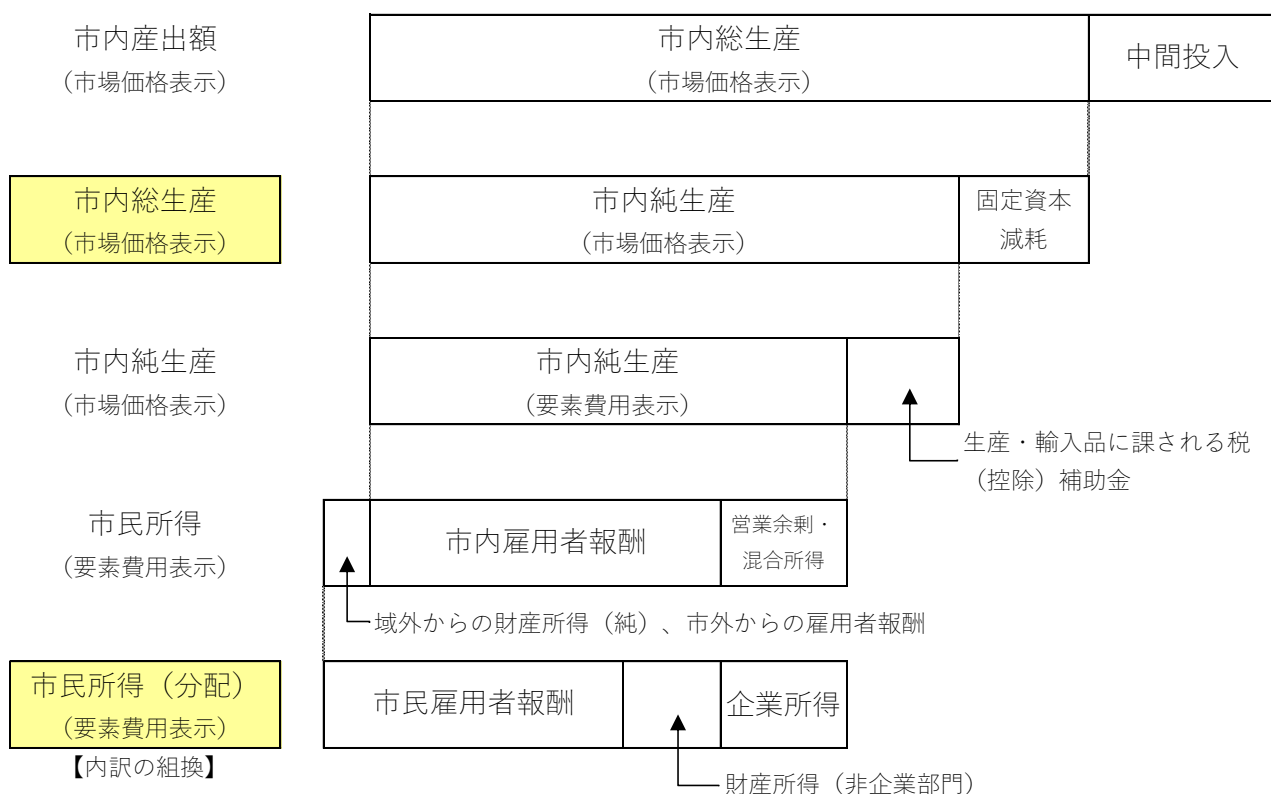 市内産出額
(市場価格表示)
市内総生産
(市場価格表示)
中間投入
市内総生産
(市場価格表示)
市内純生産
(市場価格表示)
固定資本
減耗
市内純生産
(市場価格表示)
市内純生産
(要素費用表示)
生産・輸入品に課される税
(控除)補助金
市民所得
(要素費用表示)
市内雇用者報酬
営業余剰・
混合所得
域外からの財産所得(純)、市外からの雇用者報酬
市民所得(分配)
(要素費用表示)
【内訳の組換】
市民雇用者報酬
企業所得
財産所得(非企業部門)